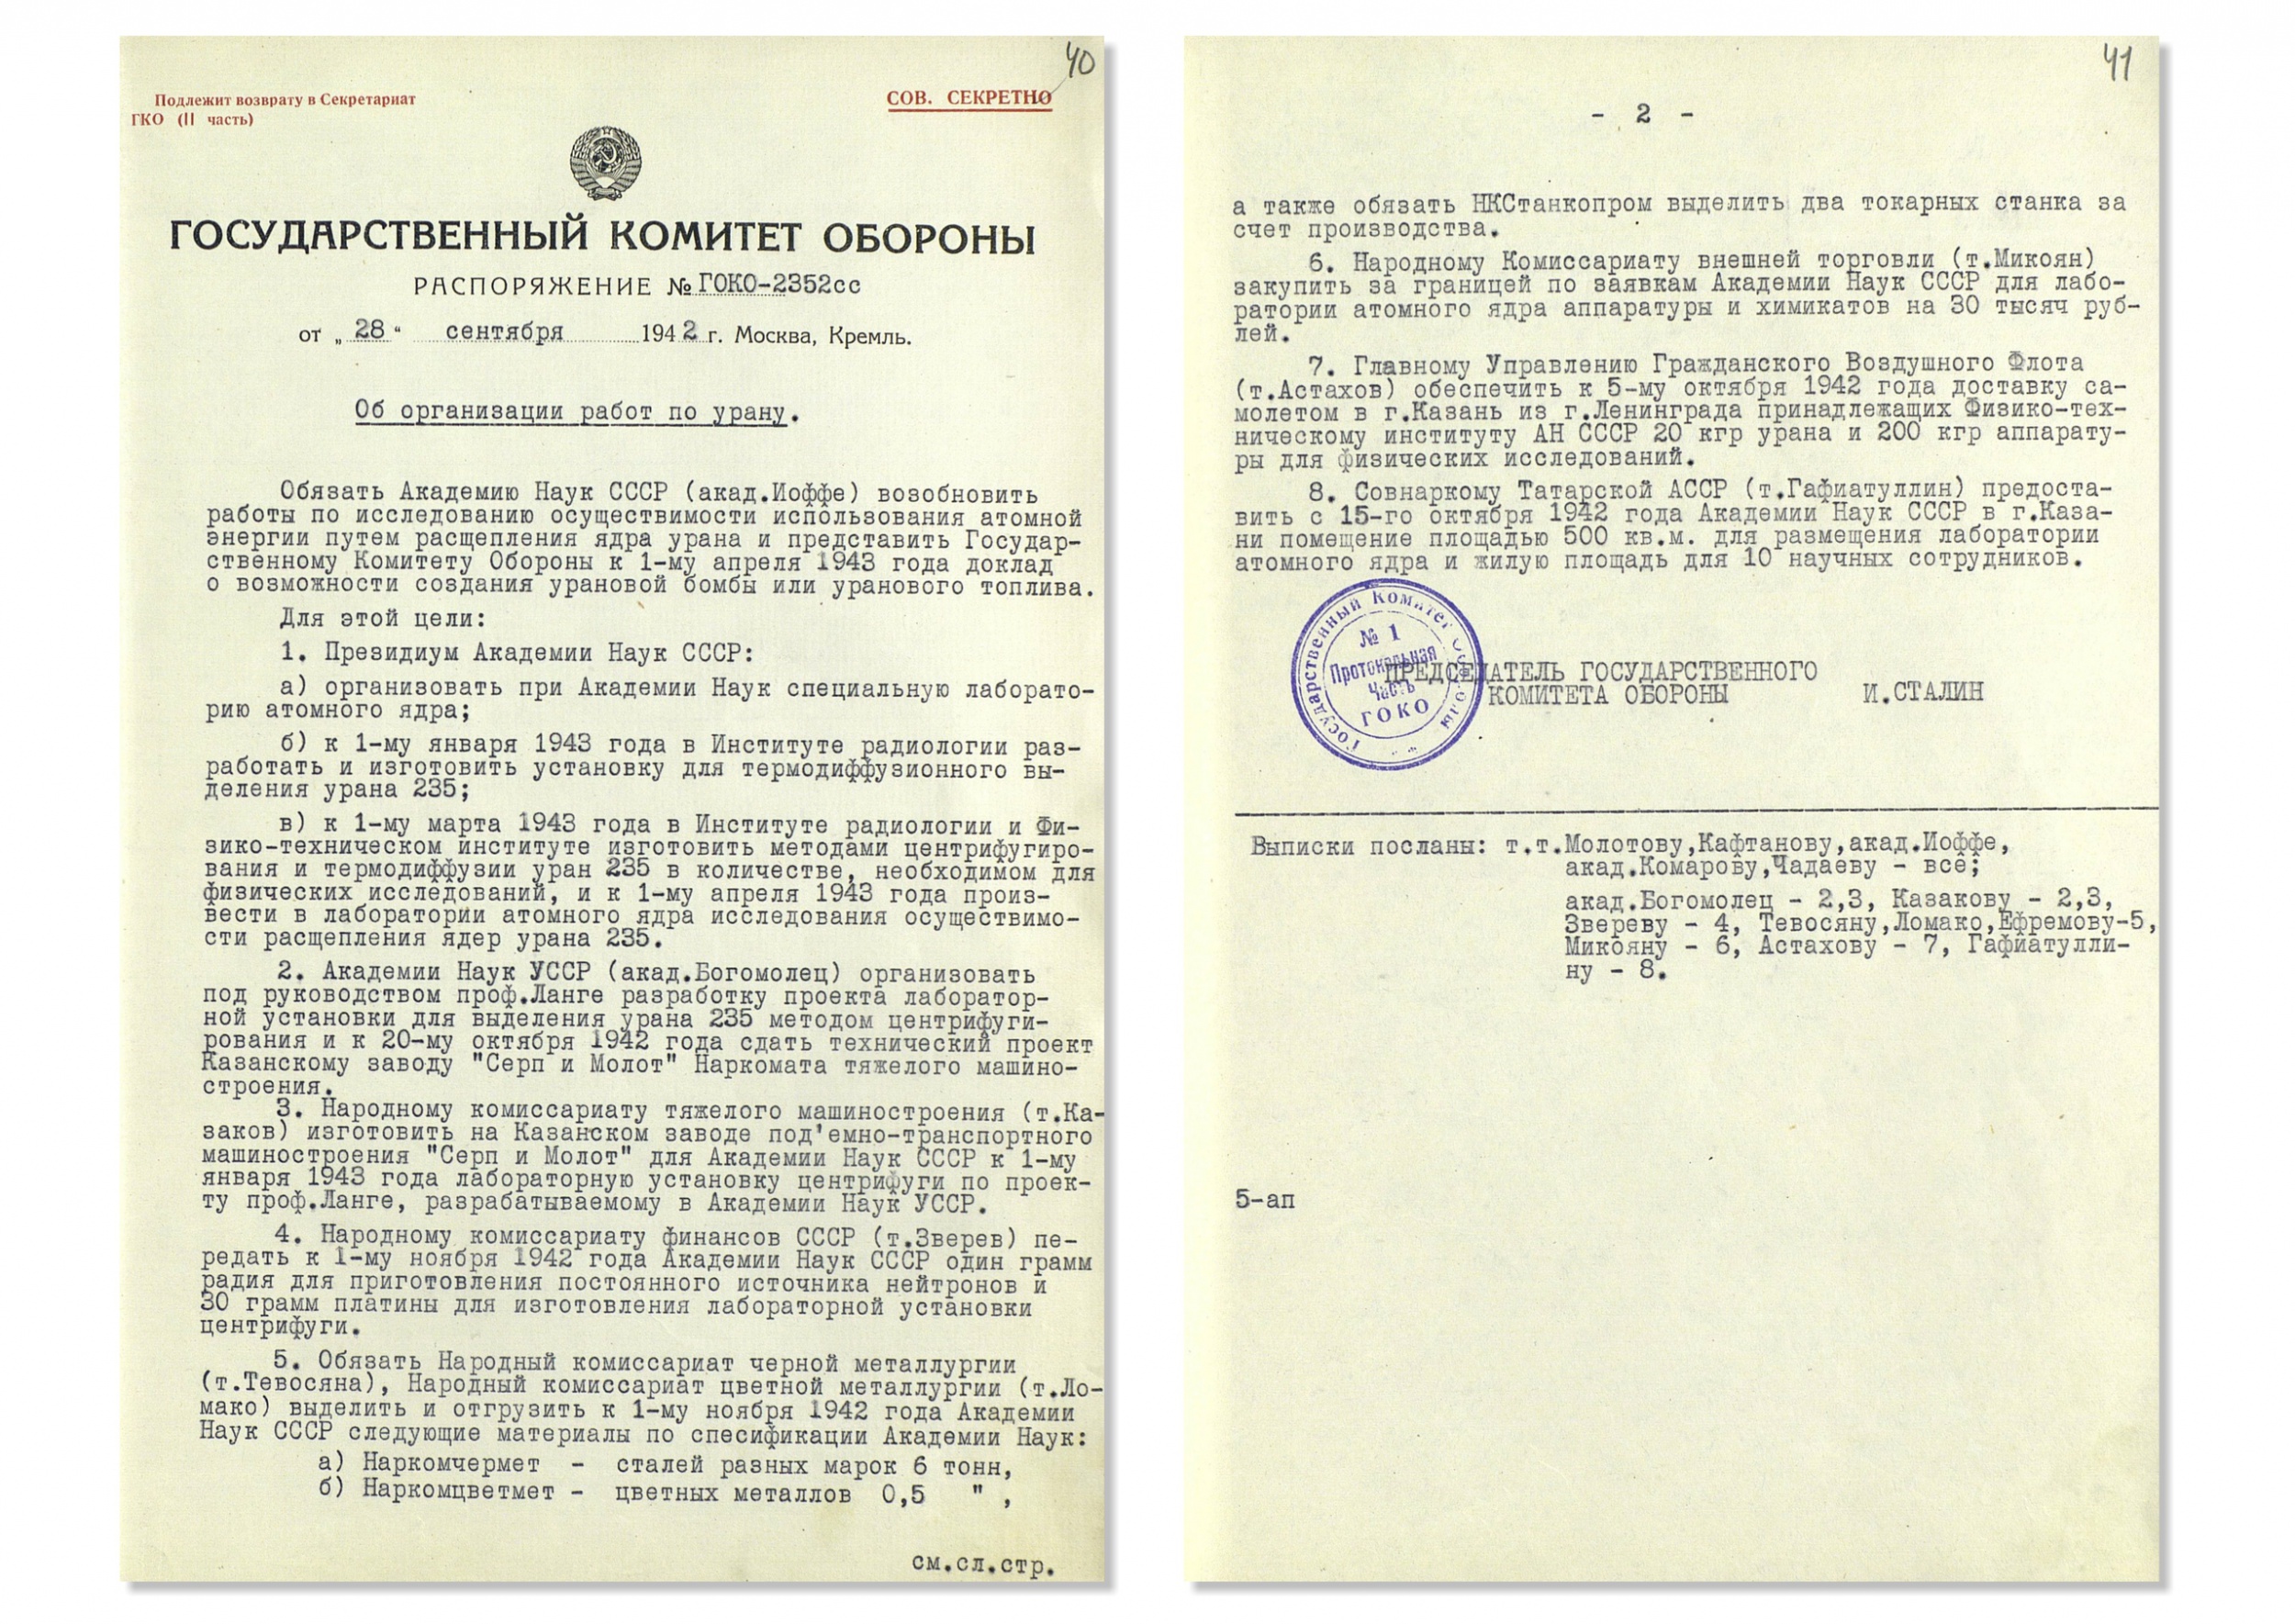 40
Подлежит возврату в Секретариат
ГКО (II часть)
СОВ. СЕКРЕТНО
ГОСУДАРСТВЕННЫЙ КОМИТЕТ ОБОРОНЫ
РАСПОРЯЖЕНИЕ № ГОКО-2352сс
от „28“ сентября 1942 г. Москва, Кремль.
Об организации работ по урану.
Обязать Академию Наук СССР (акад.Иоффе) возобновить
работы по исследованию осуществимости использования атомной
энергии путем расщепления ядра урана и представить Государ-
ственному Комитету Обороны к 1-му апреля 1943 года доклад
о возможности создания урановой бомбы или уранового топлива.
Для этой цели:
1. Президиум Академии Наук СССР:
а) организовать при Академии Наук специальную лаборато-
рию атомного ядра;
б) к 1-му января 1943 года в Институте радиологии раз-
работать и изготовить установку для термодиффузионного вы-
деления урана 235;
в) к 1-му марта 1943 года в Институте радиологии и Фи-
зико-техническом институте изготовить методами центрифугиро-
вания и термодиффузии уран 235 в количестве, необходимом для
физических исследований, и к 1-му апреля 1943 года произ-
вести в лаборатории атомного ядра исследования осуществимо-
сти расщепления ядер урана 235.
2. Академии Наук УССР (акад.Богомолец) организовать
под руководством проф.Ланге разработку проекта лаборатор-
ной установки для выделения урана 235 методом центрифуги-
рования и к 20-му октября 1942 года сдать технический проект
Казанскому заводу "Серп и Молот" Наркомата тяжелого машино-
строения.
3. Народному комиссариату тяжелого машиностроения (т.Ка-
заков) изготовить на Казанском заводе под'емно-транспортного
машиностроения "Серп и Молот" для Академии Наук СССР к 1-му
января 1943 года лабораторную установку центрифуги по проек-
ту проф.Ланге, разрабатываемому в Академии Наук УССР.
4. Народному комиссариату финансов СССР (т.Зверев) пе-
редать к 1-му ноября 1942 года Академии Наук СССР один грамм
радия для приготовления постоянного источника нейтронов и
30 грамм платины для изготовления лабораторной установки
центрифуги.
5. Обязать Народный комиссариат черной металлургии
(т.Тевосяна), Народный комиссариат цветной металлургии (т.Ло-
мако) выделить и отгрузить к 1-му ноября 1942 года Академии
Наук СССР следующие материалы по спесификации Академии Наук:
а) Наркомчермет - сталей разных марок 6 тонн,
б) Наркомцветмет - цветных металлов 0,5 " ,
см.сл.стр.
41
- 2 -
а также обязать НКСтанкопром выделить два токарных станка за
счет производства.
6. Народному Комиссариату внешней торговли (т.Микоян)
закупить за границей по заявкам Академии Наук СССР для лабо-
ратории атомного ядра аппаратуры и химикатов на 30 тысяч руб-
лей.
7. Главному Управлению Гражданского Воздушного Флота
(т.Астахов) обеспечить к 5-му октября 1942 года доставку са-
молетом в г.Казань из г.Ленинграда принадлежащих Физико-тех-
ническому институту АН СССР 20 кгр урана и 200 кгр аппарату-
ры для физических исследований.
8. Совнаркому Татарской АССР (т.Гафиатуллин) предоста-
вить с 15-го октября 1942 года Академии Наук СССР в г.Каза-
ни помещение площадью 500 кв.м. для размещения лаборатории
атомного ядра и жилую площадь для 10 научных сотрудников.
Государственный Комитет Обороны
№ 1
Протокольная
часть
ГОКО
ПРЕДСЕДАТЕЛЬ ГОСУДАРСТВЕННОГО
КОМИТЕТА ОБОРОНЫ И.СТАЛИН
Выписки посланы: т.т.Молотову,Кафтанову,акад.Иоффе,
акад.Комарову,Чадаеву - все;
акад.Богомолец - 2,3, Казакову - 2,3,
Звереву - 4, Тевосяну,Ломако,Ефремову-5,
Микояну - 6, Астахову - 7, Гафиатулли-
ну - 8.
5-ап